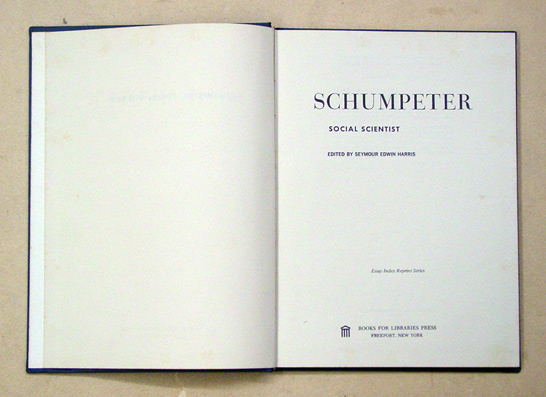 SCHUMPETER
SOCIAL SCIENTIST
EDITED BY SEYMOUR EDWIN HARRIS
Essay Index Reprint Series
BOOKS FOR LIBRARIES PRESS
FREEPORT, NEW YORK